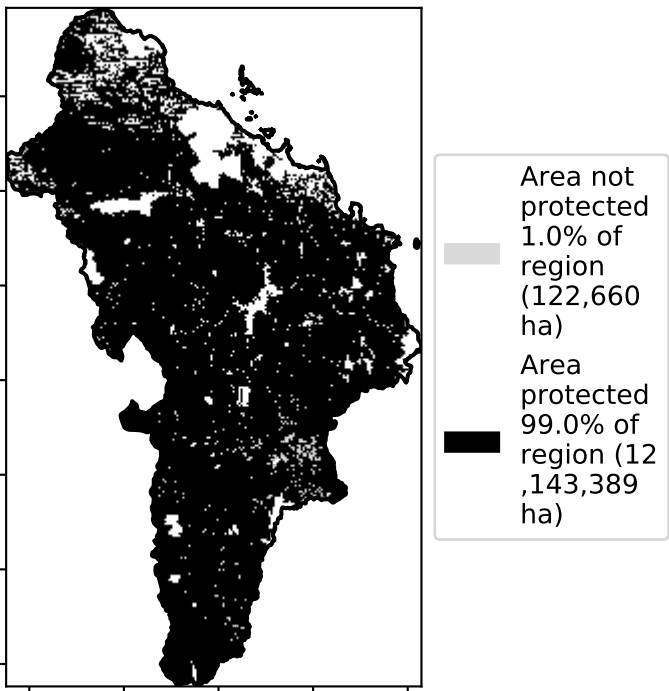 Area not
protected
1.0% of
region
(122,660
ha)
Area
protected
99.0% of
region (12
,143,389
ha)